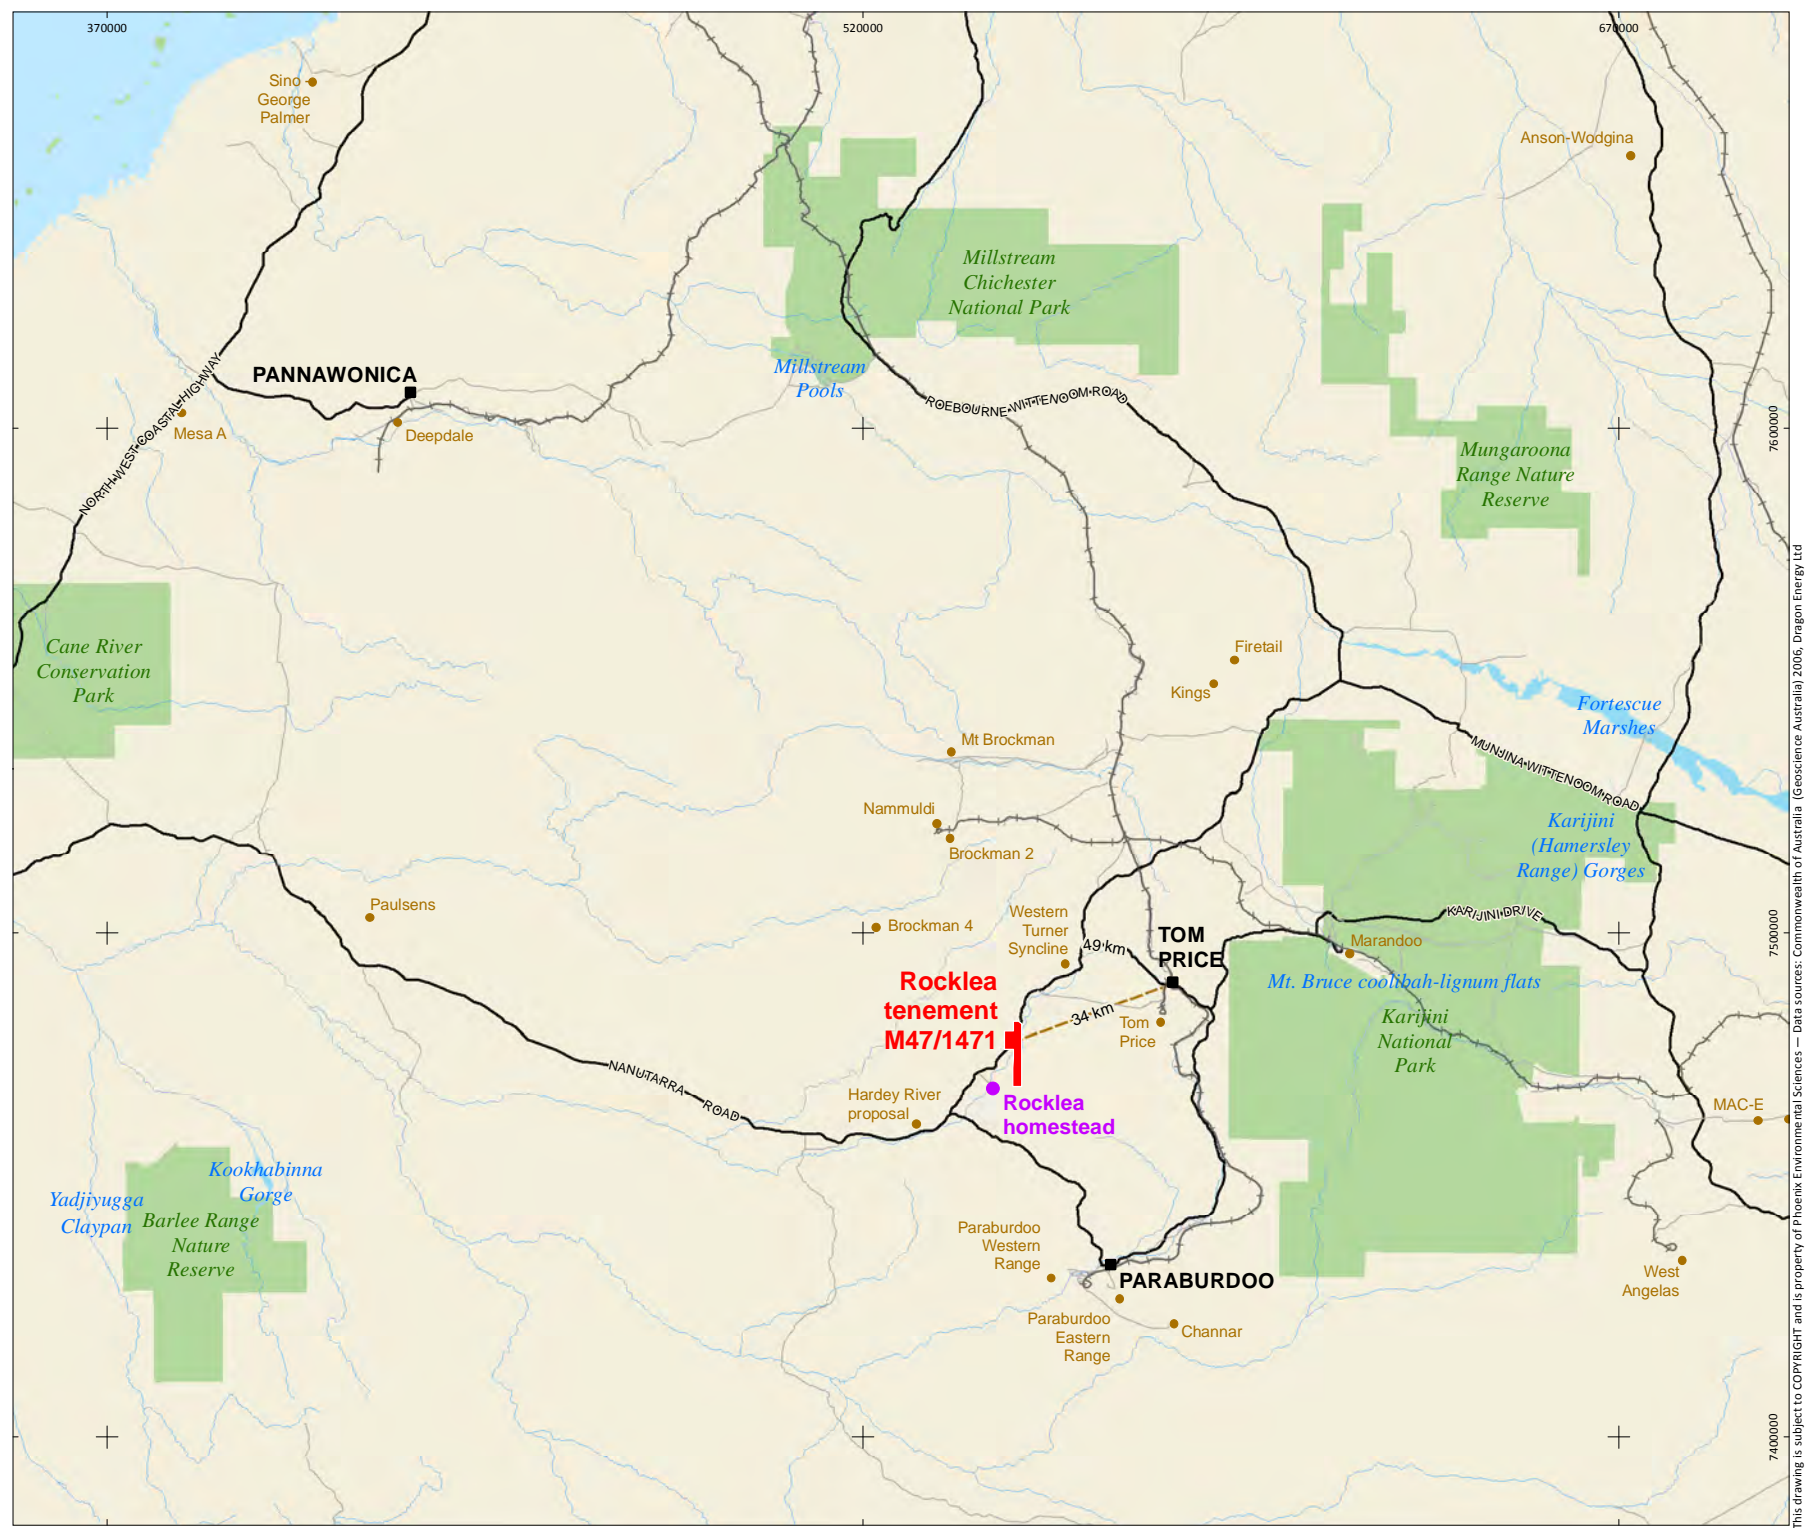 370000
520000
670000
Sino
George
Palmer
Anson-Wodgina
Millstream
Chichester
National Park
PANNAWONICA
Millstream
Pools
ROEBOURNE-WITTENOOM ROAD
NORTH WEST COASTAL HIGHWAY
Mesa A
Deepdale
7600000
Mungaroona
Range Nature
Reserve
Cane River
Conservation
Park
Firetail
Kings
Fortescue
Marshes
Mt Brockman
MUNJINA WITTENOOM ROAD
Nammuldi
Brockman 2
Karijini
(Hamersley
Range) Gorges
Paulsens
Brockman 4
Western
Turner
Syncline
KARIJINI DRIVE
49 km
TOM
PRICE
Marandoo
7500000
Rocklea
tenement
M47/1471
Mt. Bruce coolibah-lignum flats
34 km
Tom
Price
Karijini
National
Park
NANUTARRA ROAD
Hardey River
proposal
Rocklea
homestead
MAC-E
Kookhabinna
Gorge
Yadjiyugga
Claypan
Barlee Range
Nature
Reserve
Paraburdoo
Western
Range
PARABURDOO
West
Angelas
Paraburdoo
Eastern
Range
Channar
7400000
This drawing is subject to COPYRIGHT and is property of Phoenix Environmental Sciences — Data sources: Commonwealth of Australia (Geoscience Australia) 2006, Dragon Energy Ltd